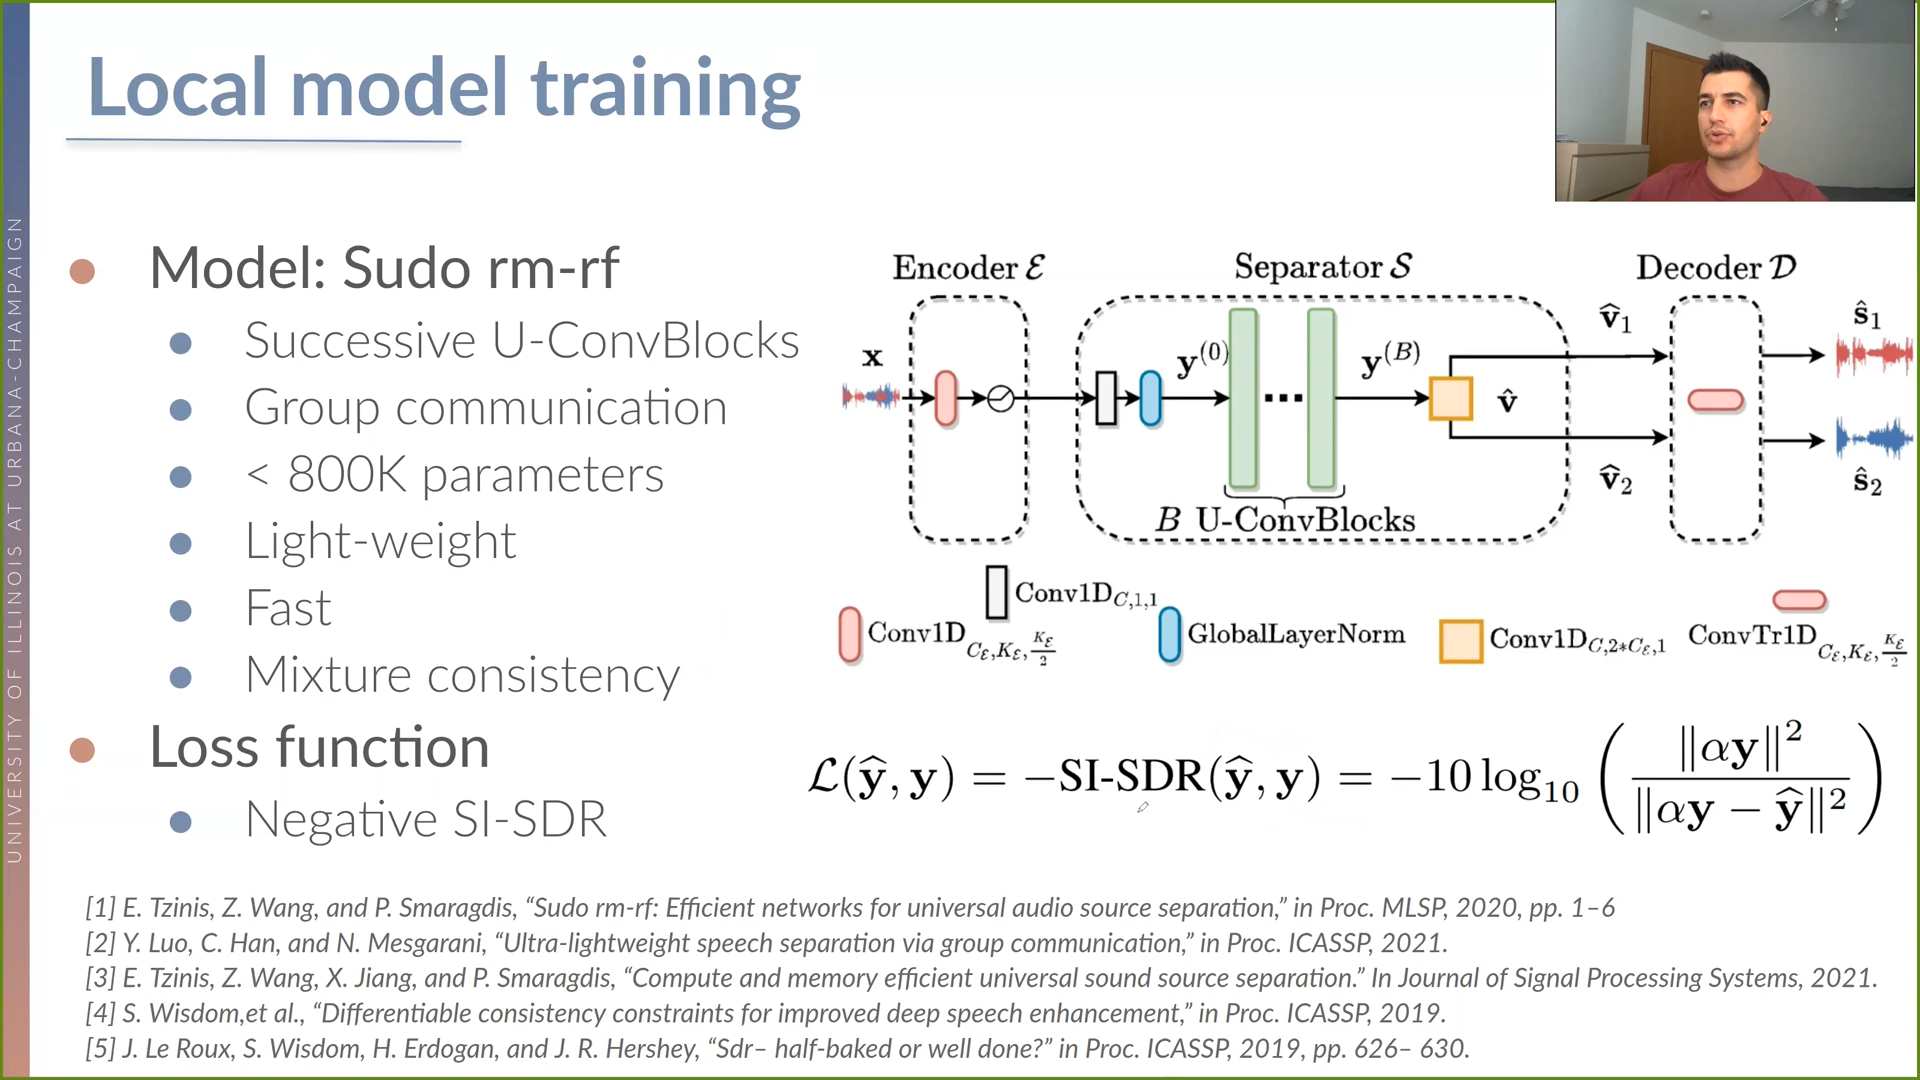 Local model training
UNIVERSITY OF ILLINOIS AT URBANA-CHAMPAIGN
Model: Sudo rm-rf
Successive U-ConvBlocks
Group communication
< 800K parameters
Light-weight
Fast
Mixture consistency
Loss function
Negative SI-SDR
Encoder ℰ
Separator 𝒮
Decoder 𝒟
x
y^(0)
y^(B)
v̂
v̂₁
v̂₂
ŝ₁
ŝ₂
...
B U-ConvBlocks
Conv1D_{C_ℰ,K_ℰ,K_ℰ/2}
Conv1D_{C,1,1}
GlobalLayerNorm
Conv1D_{C,2*C_ℰ,1}
ConvTr1D_{C_ℰ,K_ℰ,K_ℰ/2}
ℒ(ŷ, y) = −SI-SDR(ŷ, y) = −10 log₁₀ (‖αy‖² / ‖αy − ŷ‖²)
[1] E. Tzinis, Z. Wang, and P. Smaragdis, “Sudo rm-rf: Efficient networks for universal audio source separation,” in Proc. MLSP, 2020, pp. 1–6
[2] Y. Luo, C. Han, and N. Mesgarani, “Ultra-lightweight speech separation via group communication,” in Proc. ICASSP, 2021.
[3] E. Tzinis, Z. Wang, X. Jiang, and P. Smaragdis, “Compute and memory efficient universal sound source separation.” In Journal of Signal Processing Systems, 2021.
[4] S. Wisdom,et al., “Differentiable consistency constraints for improved deep speech enhancement,” in Proc. ICASSP, 2019.
[5] J. Le Roux, S. Wisdom, H. Erdogan, and J. R. Hershey, “Sdr– half-baked or well done?” in Proc. ICASSP, 2019, pp. 626– 630.